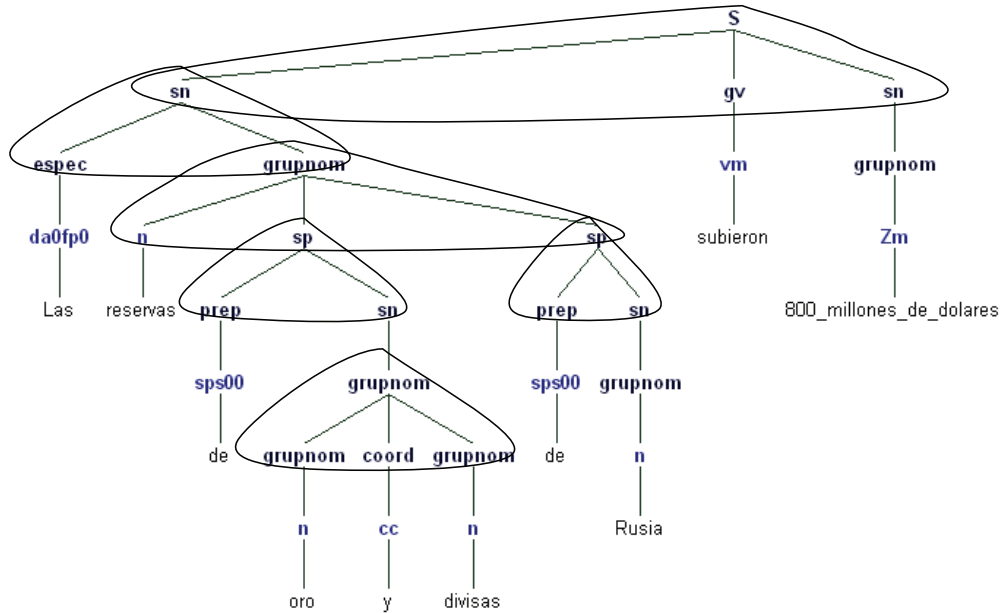 S
sn gv sn
espec grupnom vm grupnom
da0fp0 n sp sp subieron Zm
Las reservas prep sn prep sn 800_millones_de_dolares
sps00 grupnom sps00 grupnom
de grupnom coord grupnom de n
n cc n Rusia
oro y divisas